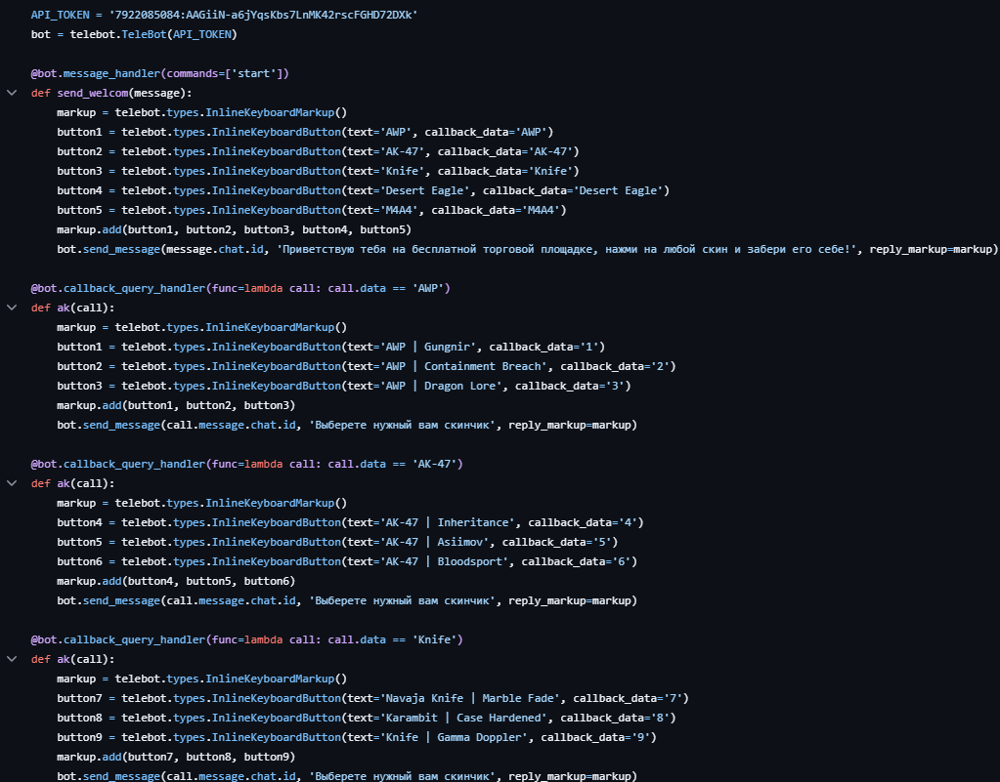 API_TOKEN = '7922085084:AAGiiN-a6jYqsKbs7LnMK42rscFGHD72DXk'
bot = telebot.TeleBot(API_TOKEN)
@bot.message_handler(commands=['start'])
def send_welcom(message):
    markup = telebot.types.InlineKeyboardMarkup()
    button1 = telebot.types.InlineKeyboardButton(text='AWP', callback_data='AWP')
    button2 = telebot.types.InlineKeyboardButton(text='AK-47', callback_data='AK-47')
    button3 = telebot.types.InlineKeyboardButton(text='Knife', callback_data='Knife')
    button4 = telebot.types.InlineKeyboardButton(text='Desert Eagle', callback_data='Desert Eagle')
    button5 = telebot.types.InlineKeyboardButton(text='M4A4', callback_data='M4A4')
    markup.add(button1, button2, button3, button4, button5)
    bot.send_message(message.chat.id, 'Приветствую тебя на бесплатной торговой площадке, нажми на любой скин и забери его себе!', reply_markup=markup)
@bot.callback_query_handler(func=lambda call: call.data == 'AWP')
def ak(call):
    markup = telebot.types.InlineKeyboardMarkup()
    button1 = telebot.types.InlineKeyboardButton(text='AWP | Gungnir', callback_data='1')
    button2 = telebot.types.InlineKeyboardButton(text='AWP | Containment Breach', callback_data='2')
    button3 = telebot.types.InlineKeyboardButton(text='AWP | Dragon Lore', callback_data='3')
    markup.add(button1, button2, button3)
    bot.send_message(call.message.chat.id, 'Выберете нужный вам скинчик', reply_markup=markup)
@bot.callback_query_handler(func=lambda call: call.data == 'AK-47')
def ak(call):
    markup = telebot.types.InlineKeyboardMarkup()
    button4 = telebot.types.InlineKeyboardButton(text='AK-47 | Inheritance', callback_data='4')
    button5 = telebot.types.InlineKeyboardButton(text='AK-47 | Asiimov', callback_data='5')
    button6 = telebot.types.InlineKeyboardButton(text='AK-47 | Bloodsport', callback_data='6')
    markup.add(button4, button5, button6)
    bot.send_message(call.message.chat.id, 'Выберете нужный вам скинчик', reply_markup=markup)
@bot.callback_query_handler(func=lambda call: call.data == 'Knife')
def ak(call):
    markup = telebot.types.InlineKeyboardMarkup()
    button7 = telebot.types.InlineKeyboardButton(text='Navaja Knife | Marble Fade', callback_data='7')
    button8 = telebot.types.InlineKeyboardButton(text='Karambit | Case Hardened', callback_data='8')
    button9 = telebot.types.InlineKeyboardButton(text='Knife | Gamma Doppler', callback_data='9')
    markup.add(button7, button8, button9)
    bot.send_message(call.message.chat.id, 'Выберете нужный вам скинчик', reply_markup=markup)